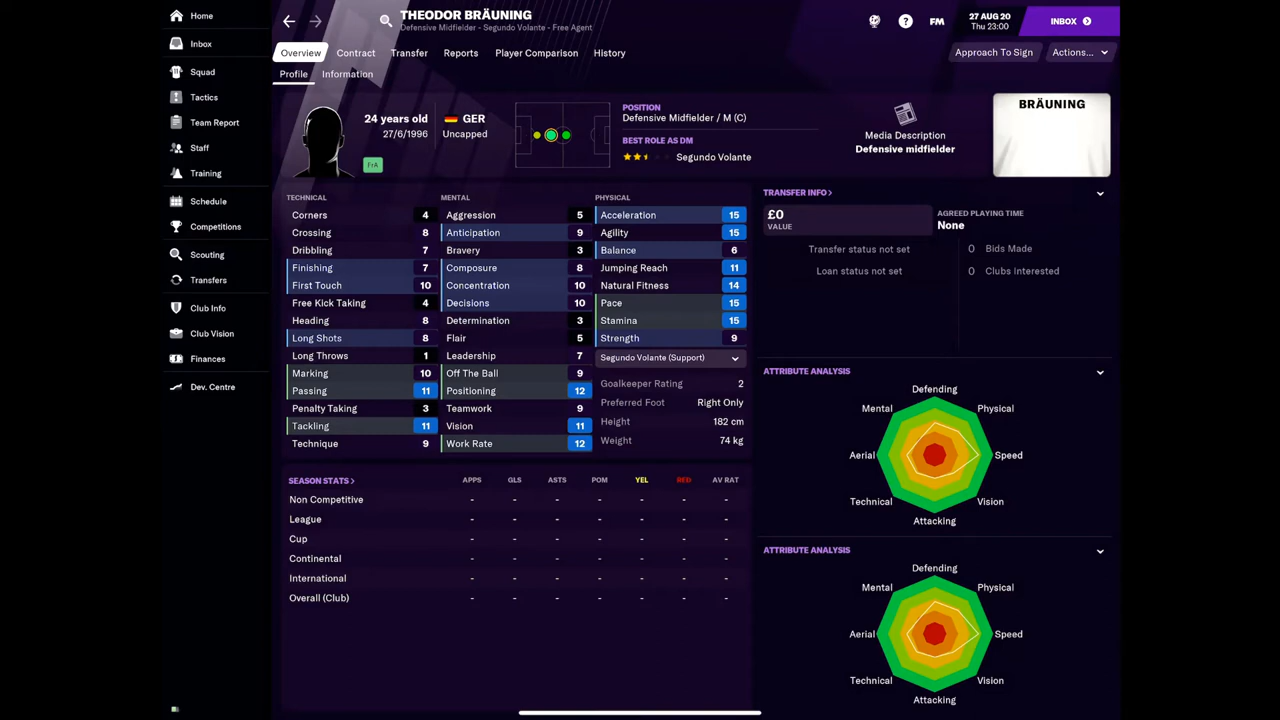 Home
Inbox
Squad
Tactics
Team Report
Staff
Training
Schedule
Competitions
Scouting
Transfers
Club Info
Club Vision
Finances
Dev. Centre
THEODOR BRÄUNING
Defensive Midfielder - Segundo Volante - Free Agent
FM
27 AUG 20
Thu 23:00
INBOX
Overview Contract Transfer Reports Player Comparison History
Approach To Sign Actions...
Profile Information
24 years old
27/6/1996
GER
Uncapped
POSITION
Defensive Midfielder / M (C)
BEST ROLE AS DM
Segundo Volante
Media Description
Defensive midfielder
BRÄUNING
TECHNICAL
Corners 4
Crossing 8
Dribbling 7
Finishing 7
First Touch 10
Free Kick Taking 4
Heading 8
Long Shots 8
Long Throws 1
Marking 10
Passing 11
Penalty Taking 3
Tackling 11
Technique 9
MENTAL
Aggression 5
Anticipation 9
Bravery 3
Composure 8
Concentration 10
Decisions 10
Determination 3
Flair 5
Leadership 7
Off The Ball 9
Positioning 12
Teamwork 9
Vision 11
Work Rate 12
PHYSICAL
Acceleration 15
Agility 15
Balance 6
Jumping Reach 11
Natural Fitness 14
Pace 15
Stamina 15
Strength 9
Segundo Volante (Support)
Goalkeeper Rating 2
Preferred Foot Right Only
Height 182 cm
Weight 74 kg
TRANSFER INFO >
£0
VALUE
AGREED PLAYING TIME
None
Transfer status not set 0 Bids Made
Loan status not set 0 Clubs Interested
ATTRIBUTE ANALYSIS
Defending
Mental Physical
Aerial Speed
Technical Vision
Attacking
SEASON STATS > APPS GLS ASTS POM YEL RED AV RAT
Non Competitive - - - - - - -
League - - - - - - -
Cup - - - - - - -
Continental - - - - - - -
International - - - - - - -
Overall (Club) - - - - - - -
ATTRIBUTE ANALYSIS
Defending
Mental Physical
Aerial Speed
Technical Vision
Attacking